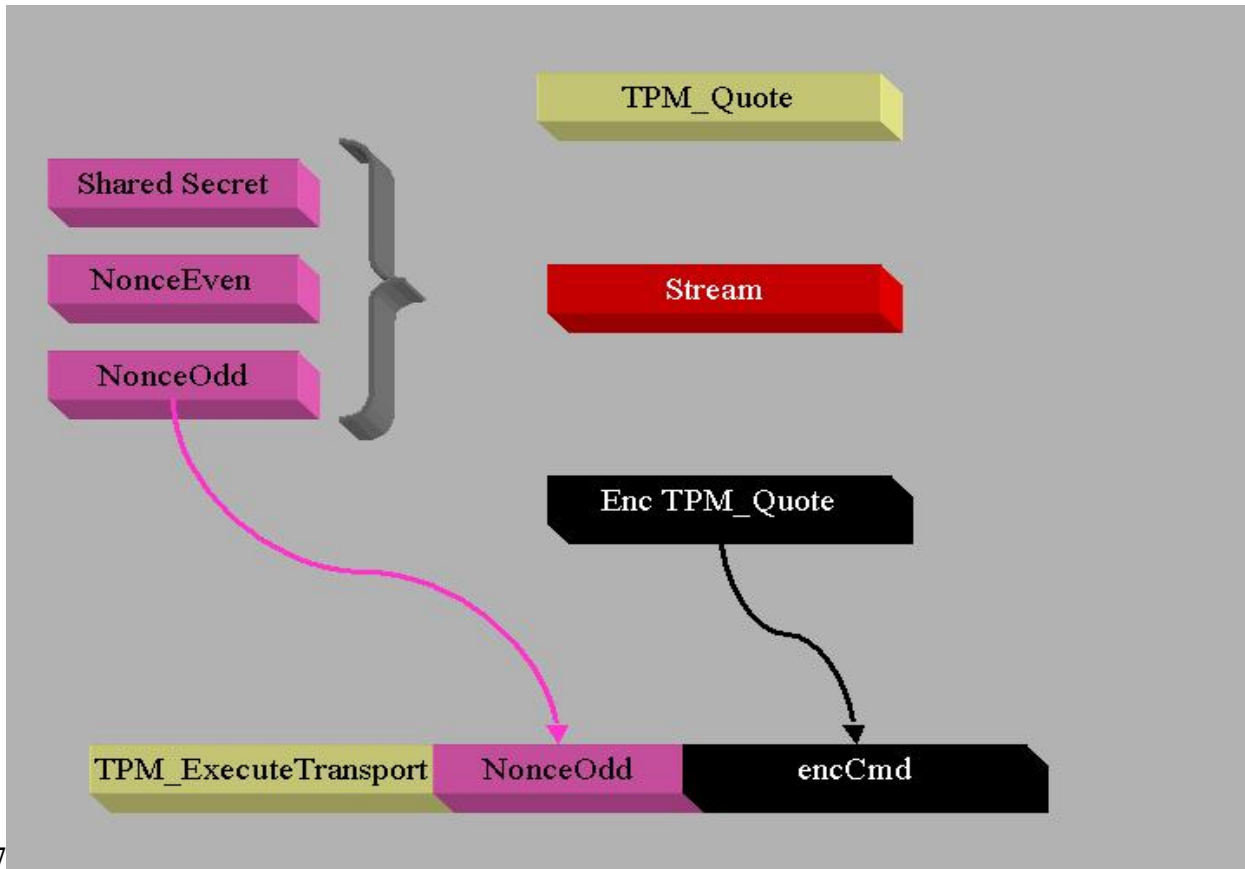 TPM_Quote
Shared Secret
NonceEven
Stream
NonceOdd
Enc TPM_Quote
TPM_ExecuteTransport NonceOdd encCmd
7